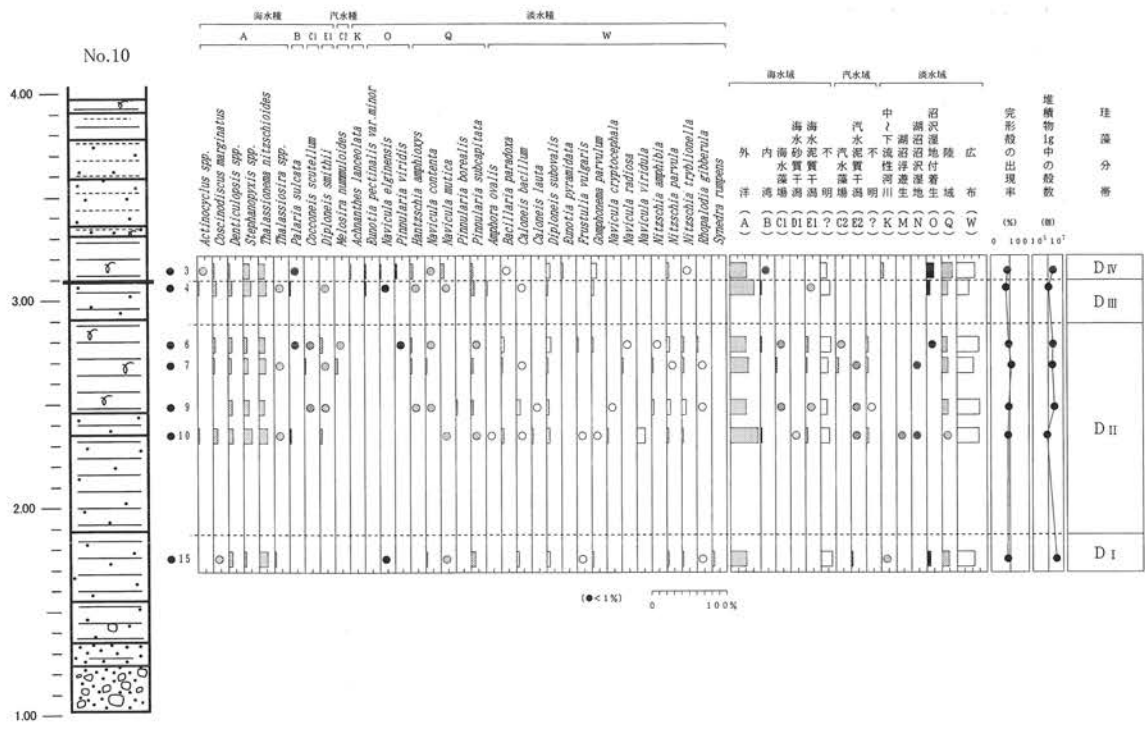 No.10
4.00
3.00
2.00
1.00
海水種
汽水種
淡水種
A
B
C1
E1
C2
K
O
Q
W
Actinocyclus spp.
Coscinodiscus marginatus
Denticulopsis spp.
Stephanopyxis spp.
Thalassionema nitzschioides
Thalassiosira spp.
Palaria sulcata
Cocconeis scutellum
Diploneis smithii
Melosira nummuloides
Achnanthes lanceolata
Eunotia pectinalis var.minor
Navicula elginensis
Pinnularia viridis
Hantzschia amphioxys
Navicula contenta
Navicula mutica
Pinnularia borealis
Pinnularia subcapitata
Amphora ovalis
Bacillaria paradoxa
Caloneis bacillum
Caloneis lauta
Diploneis subovalis
Eunotia pyramidata
Frustulia vulgaris
Gomphonema parvulum
Navicula cryptocephala
Navicula radiosa
Navicula viridula
Nitzschia amphibia
Nitzschia parvula
Nitzschia tryblionella
Rhopalodia gibberula
Synedra rumpens
海水域
汽水域
淡水域
外洋(A)
内湾(B)
海水藻場(C1)
海水砂質干潟(D1)
海水泥質干潟(E1)
不明(?)
汽水藻場(C2)
汽水泥質干潟(E2)
不明(?)
中~下流性河川(K)
湖沼浮遊生(M)
湖沼沼沢湿地(N)
沼沢湿地付着生(O)
陸域(Q)
広布(W)
完形殻の出現率(%)
堆積物1g中の殻数(個)
珪藻分帯
0 100
10⁵ 10⁷
3
4
6
7
9
10
15
D IV
D III
D II
D I
(●<1%)
0 100%